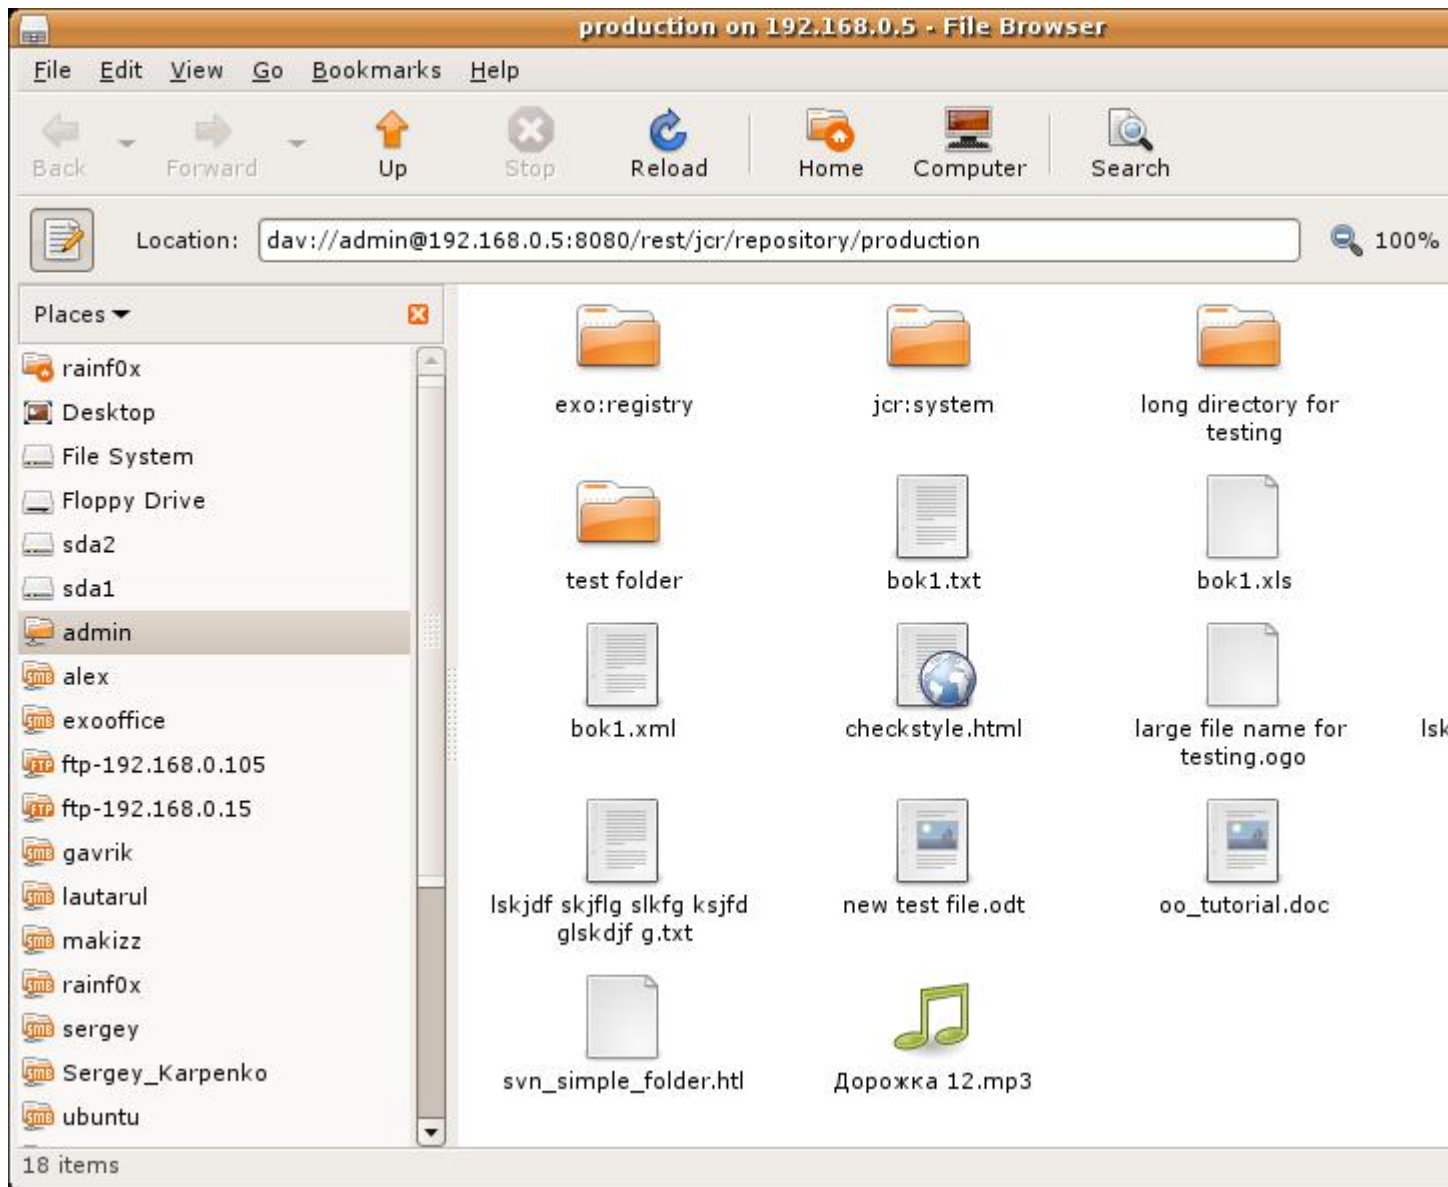 production on 192.168.0.5 - File Browser
File Edit View Go Bookmarks Help
Back Forward Up Stop Reload Home Computer Search
Location: dav://admin@192.168.0.5:8080/rest/jcr/repository/production 100%
Places
rainf0x
Desktop
File System
Floppy Drive
sda2
sda1
admin
alex
exooffice
ftp-192.168.0.105
ftp-192.168.0.15
gavrik
lautarul
makizz
rainf0x
sergey
Sergey_Karpenko
ubuntu
exo:registry jcr:system long directory for
testing
test folder bok1.txt bok1.xls
bok1.xml checkstyle.html large file name for
testing.ogo
lskjdf skjflg slkfg ksjfd
glskdjf g.txt
new test file.odt oo_tutorial.doc
svn_simple_folder.htl Дорожка 12.mp3
18 items